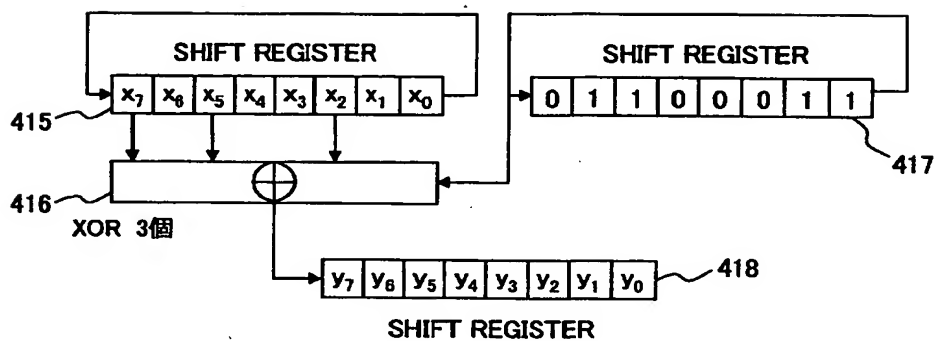 SHIFT REGISTER
x₇ x₆ x₅ x₄ x₃ x₂ x₁ x₀
415
SHIFT REGISTER
0 1 1 0 0 0 1 1
417
416
XOR 3個
y₇ y₆ y₅ y₄ y₃ y₂ y₁ y₀
418
SHIFT REGISTER